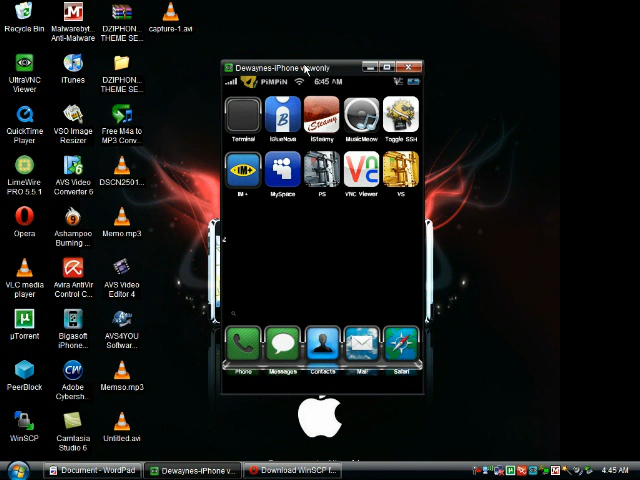 Recycle Bin
Malwareby...
Anti-Malware
DZIPHON...
THEME SE...
capture-1.avi
UltraVNC
Viewer
iTunes
DZIPHON...
THEME SE...
QuickTime
Player
VSO Image
Resizer
Free M4a to
MP3 Conv...
LimeWire
PRO 5.5.1
AVS Video
Converter 6
DSCN2501...
Opera
Ashampoo
Burning ...
Memo.mp3
VLC media
player
Avira AntiVir
Control C...
AVS Video
Editor 4
µTorrent
Bigasoft
iPhone...
AVS4YOU
Softwar...
PeerBlock
Adobe
Cybersh...
Memso.mp3
WinSCP
Camtasia
Studio 6
Untitled.avi
Dewaynes-iPhone viewonly
PiMPiN
6:45 AM
Terminal
iBlueNova
iSteamy
MusicMeow
Toggle SSH
IM+
MySpace
PS
VNC Viewer
VS
Phone
Messages
Contacts
Mail
Safari
Document - WordPad
Dewaynes-iPhone v...
Download WinSCP f...
4:45 AM